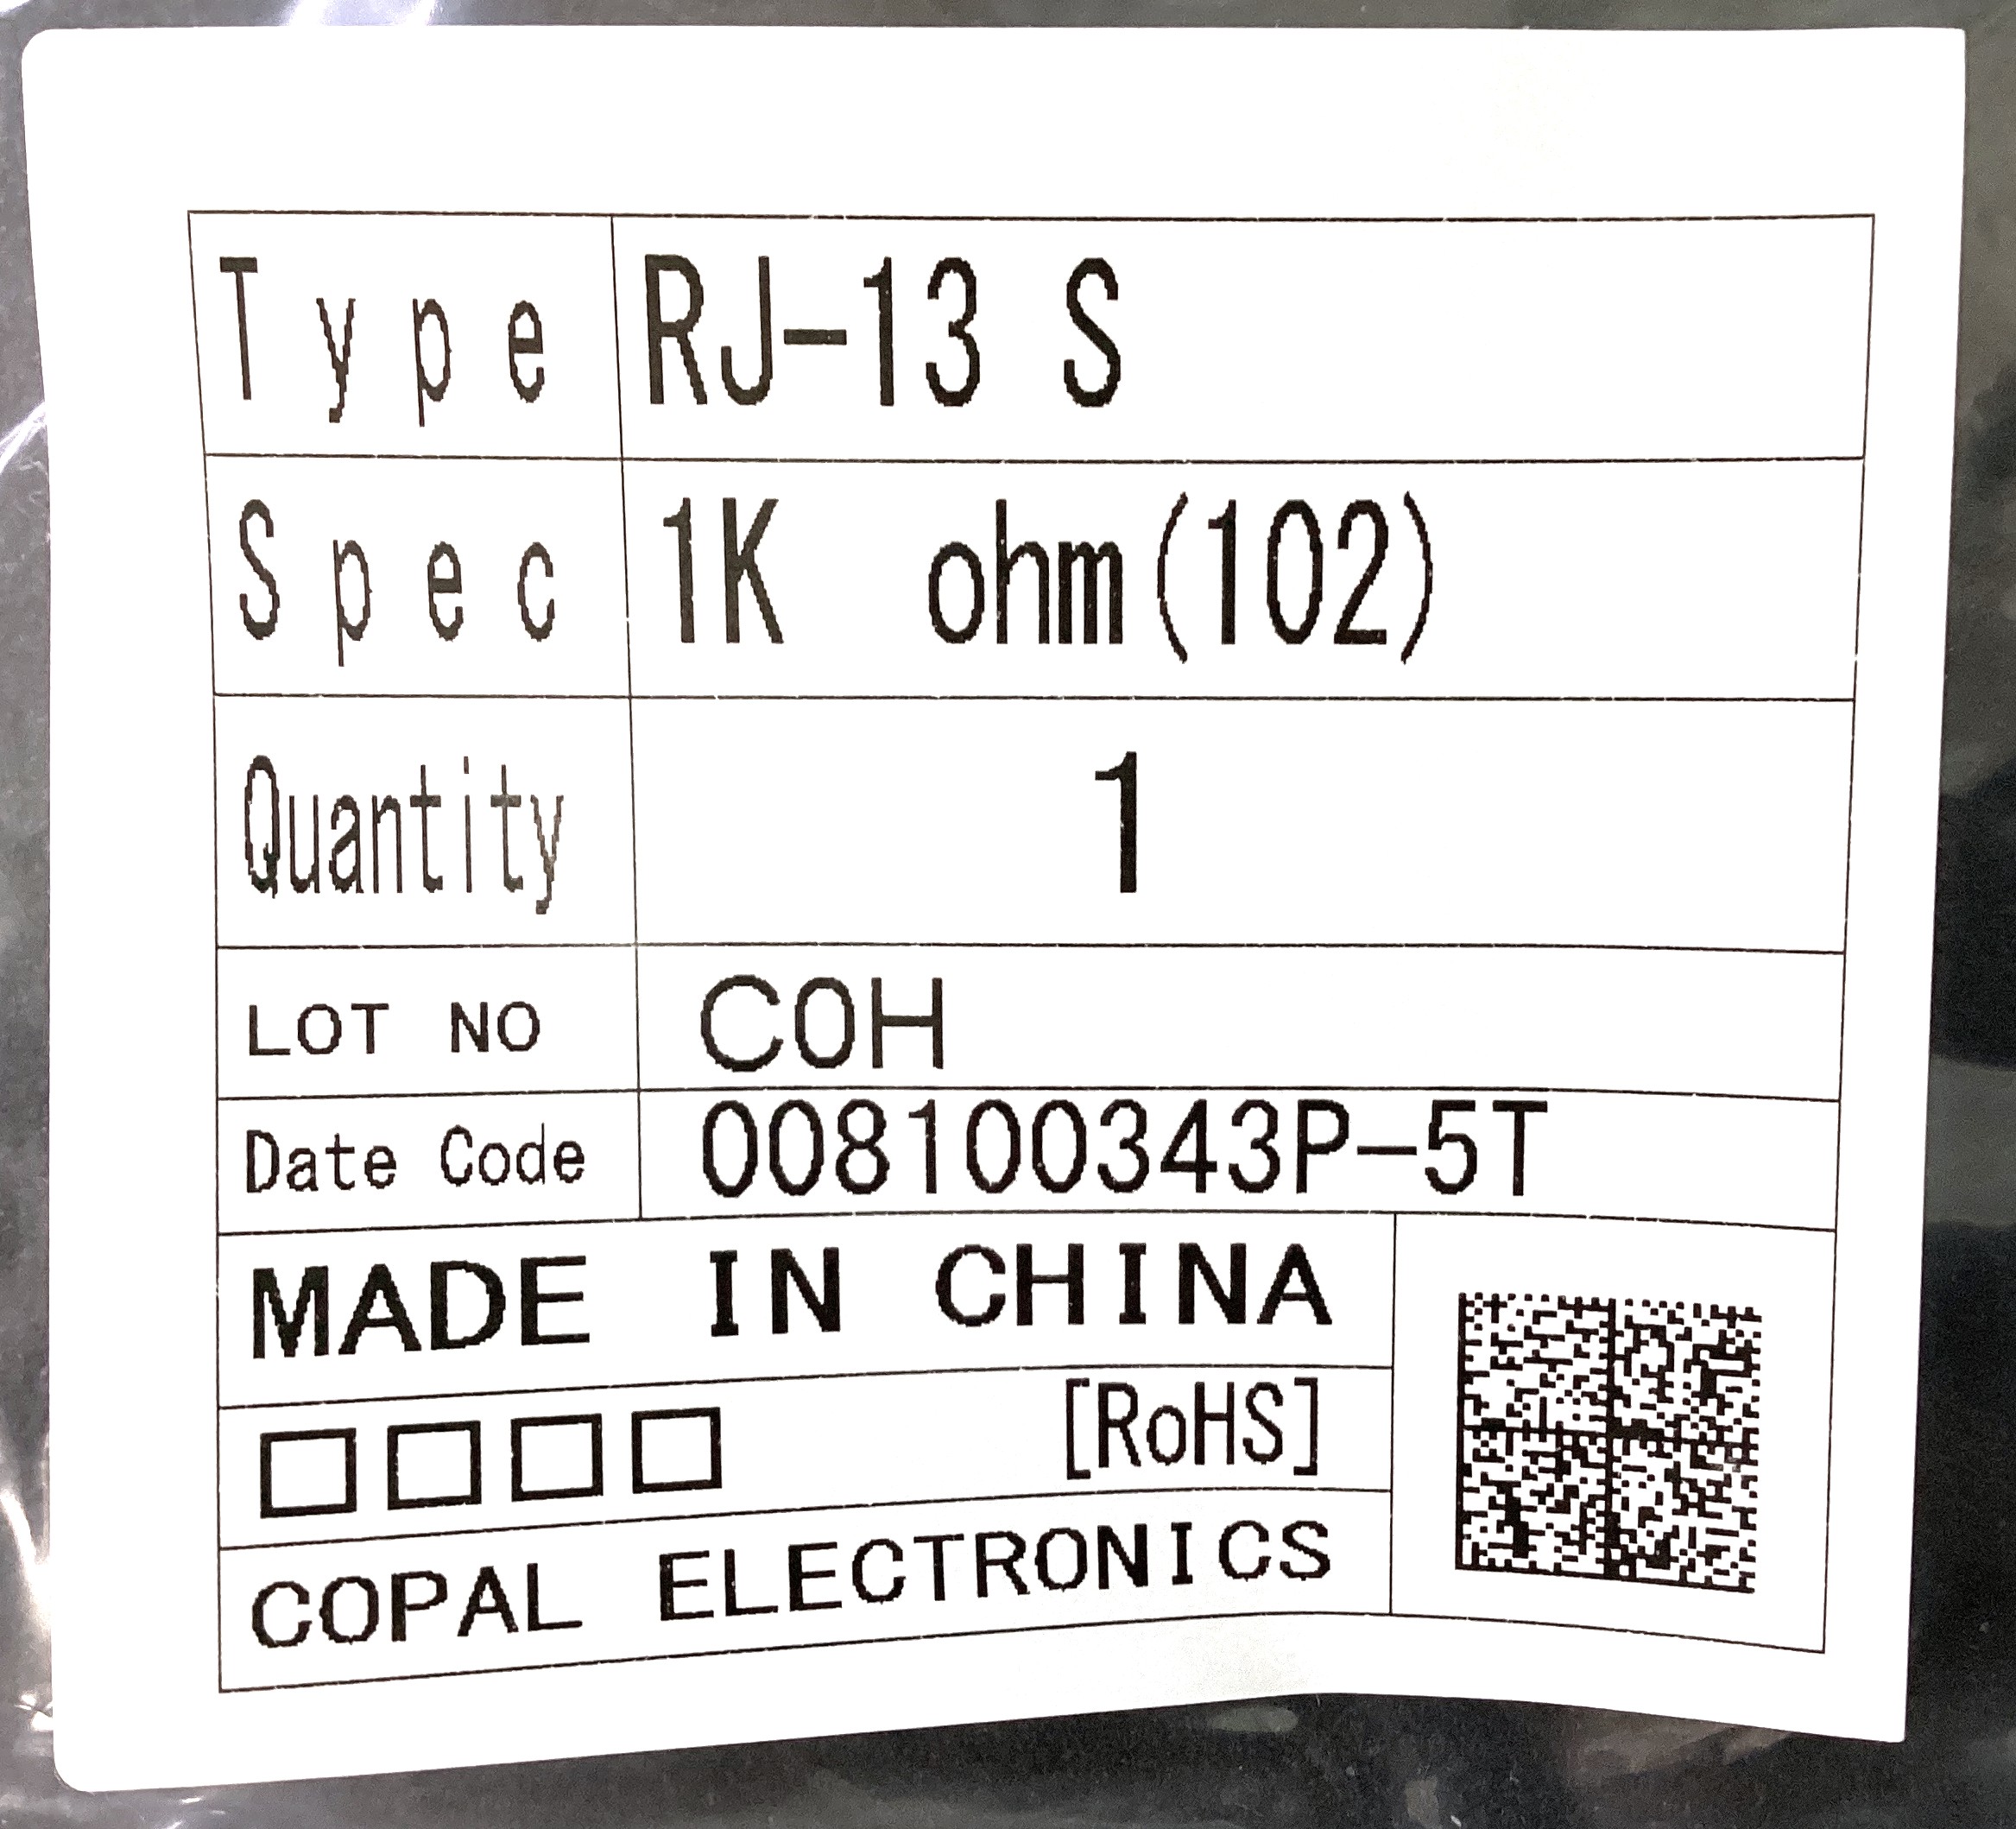 Type RJ-13 S
Spec 1K ohm(102)
Quantity 1
LOT NO COH
Date Code 008100343P-5T
MADE IN CHINA
□□□□ [RoHS]
COPAL ELECTRONICS